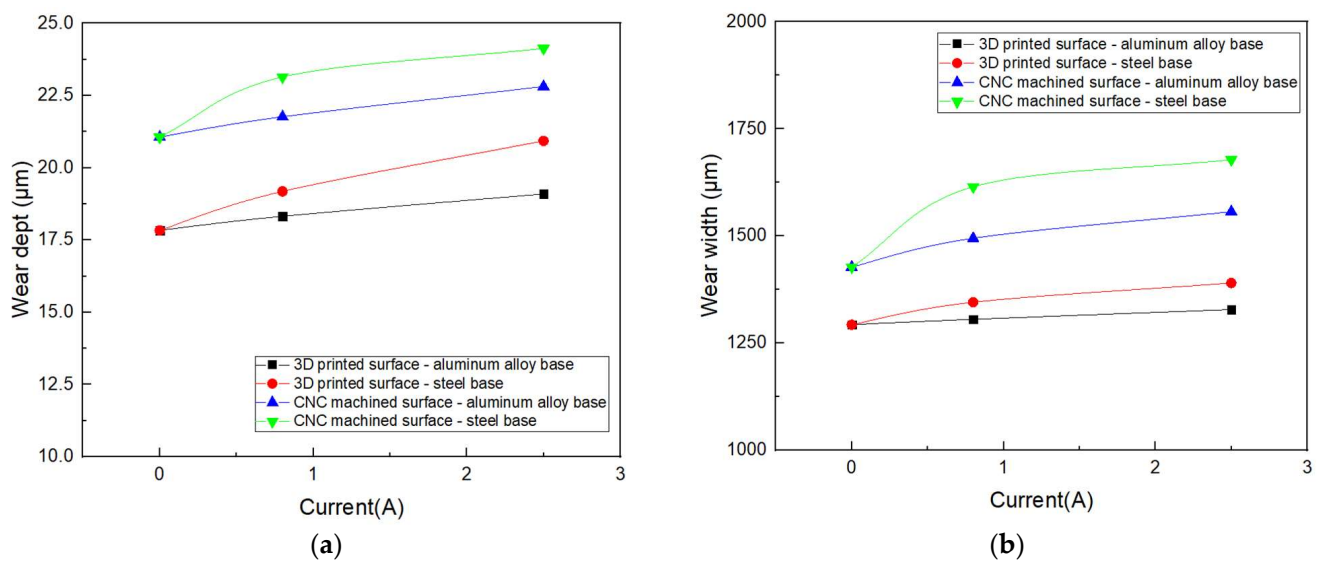 25.0
22.5
20.0
17.5
15.0
12.5
10.0
Wear dept (μm)
3D printed surface - aluminum alloy base
3D printed surface - steel base
CNC machined surface - aluminum alloy base
CNC machined surface - steel base
0 1 2 3
Current(A)
(a)
2000
1750
1500
1250
1000
Wear width (μm)
3D printed surface - aluminum alloy base
3D printed surface - steel base
CNC machined surface - aluminum alloy base
CNC machined surface - steel base
0 1 2 3
Current(A)
(b)